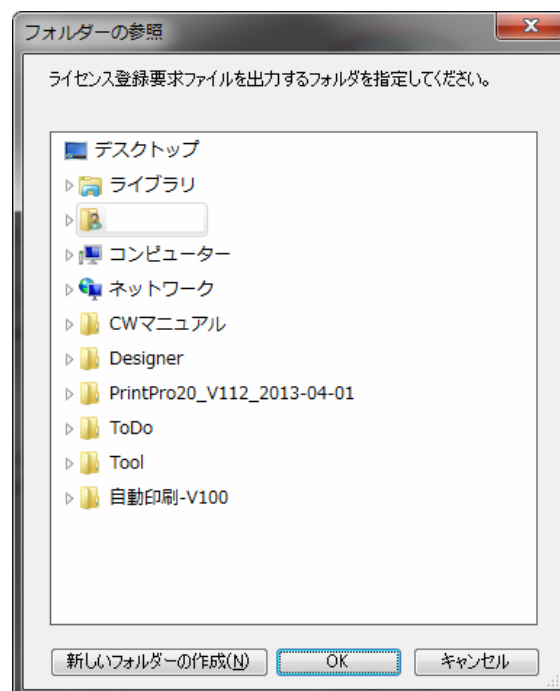 フォルダーの参照
ライセンス登録要求ファイルを出力するフォルダを指定してください。
デスクトップ
ライブラリ
コンピューター
ネットワーク
CWマニュアル
Designer
PrintPro20_V112_2013-04-01
ToDo
Tool
自動印刷-V100
新しいフォルダーの作成(N) OK キャンセル